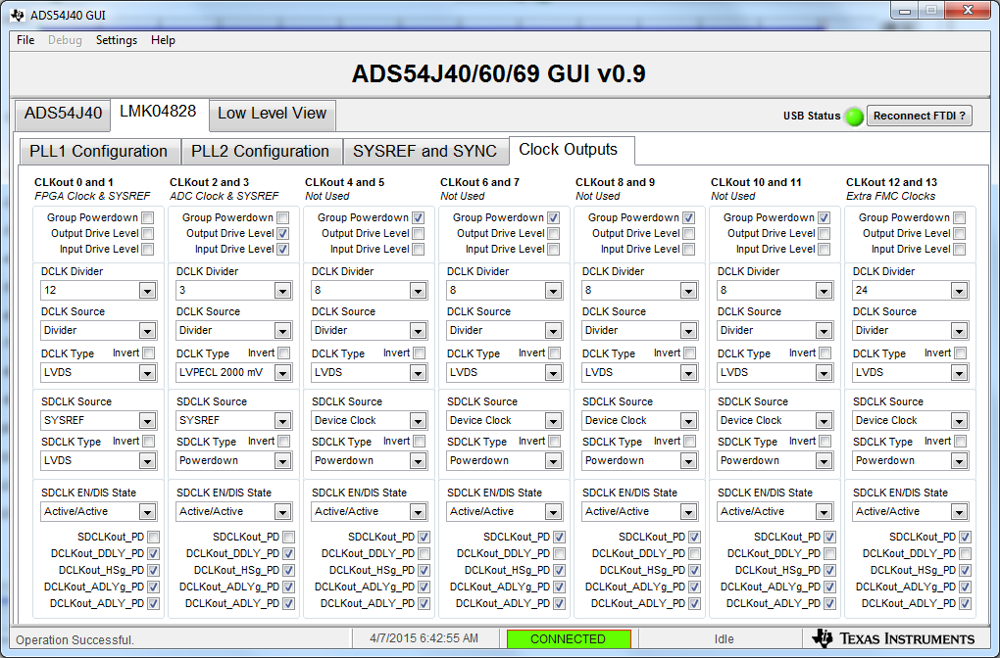 ADS54J40 GUI
File Debug Settings Help
ADS54J40/60/69 GUI v0.9
ADS54J40 LMK04828 Low Level View USB Status Reconnect FTDI ?
PLL1 Configuration PLL2 Configuration SYSREF and SYNC Clock Outputs
CLKout 0 and 1 CLKout 2 and 3 CLKout 4 and 5 CLKout 6 and 7 CLKout 8 and 9 CLKout 10 and 11 CLKout 12 and 13
FPGA Clock & SYSREF ADC Clock & SYSREF Not Used Not Used Not Used Not Used Extra FMC Clocks
Group Powerdown Group Powerdown Group Powerdown Group Powerdown Group Powerdown Group Powerdown Group Powerdown
Output Drive Level Output Drive Level Output Drive Level Output Drive Level Output Drive Level Output Drive Level Output Drive Level
Input Drive Level Input Drive Level Input Drive Level Input Drive Level Input Drive Level Input Drive Level Input Drive Level
DCLK Divider DCLK Divider DCLK Divider DCLK Divider DCLK Divider DCLK Divider DCLK Divider
12 3 8 8 8 8 24
DCLK Source DCLK Source DCLK Source DCLK Source DCLK Source DCLK Source DCLK Source
Divider Divider Divider Divider Divider Divider Divider
DCLK Type Invert DCLK Type Invert DCLK Type Invert DCLK Type Invert DCLK Type Invert DCLK Type Invert DCLK Type Invert
LVDS LVPECL 2000 mV LVDS LVDS LVDS LVDS LVDS
SDCLK Source SDCLK Source SDCLK Source SDCLK Source SDCLK Source SDCLK Source SDCLK Source
SYSREF SYSREF Device Clock Device Clock Device Clock Device Clock Device Clock
SDCLK Type Invert SDCLK Type Invert SDCLK Type Invert SDCLK Type Invert SDCLK Type Invert SDCLK Type Invert SDCLK Type Invert
LVDS Powerdown Powerdown Powerdown Powerdown Powerdown Powerdown
SDCLK EN/DIS State SDCLK EN/DIS State SDCLK EN/DIS State SDCLK EN/DIS State SDCLK EN/DIS State SDCLK EN/DIS State SDCLK EN/DIS State
Active/Active Active/Active Active/Active Active/Active Active/Active Active/Active Active/Active
SDCLKout_PD SDCLKout_PD SDCLKout_PD SDCLKout_PD SDCLKout_PD SDCLKout_PD SDCLKout_PD
DCLKout_DDLY_PD DCLKout_DDLY_PD DCLKout_DDLY_PD DCLKout_DDLY_PD DCLKout_DDLY_PD DCLKout_DDLY_PD DCLKout_DDLY_PD
DCLKout_HSg_PD DCLKout_HSg_PD DCLKout_HSg_PD DCLKout_HSg_PD DCLKout_HSg_PD DCLKout_HSg_PD DCLKout_HSg_PD
DCLKout_ADLYg_PD DCLKout_ADLYg_PD DCLKout_ADLYg_PD DCLKout_ADLYg_PD DCLKout_ADLYg_PD DCLKout_ADLYg_PD DCLKout_ADLYg_PD
DCLKout_ADLY_PD DCLKout_ADLY_PD DCLKout_ADLY_PD DCLKout_ADLY_PD DCLKout_ADLY_PD DCLKout_ADLY_PD DCLKout_ADLY_PD
Operation Successful. 4/7/2015 6:42:55 AM CONNECTED Idle TEXAS INSTRUMENTS